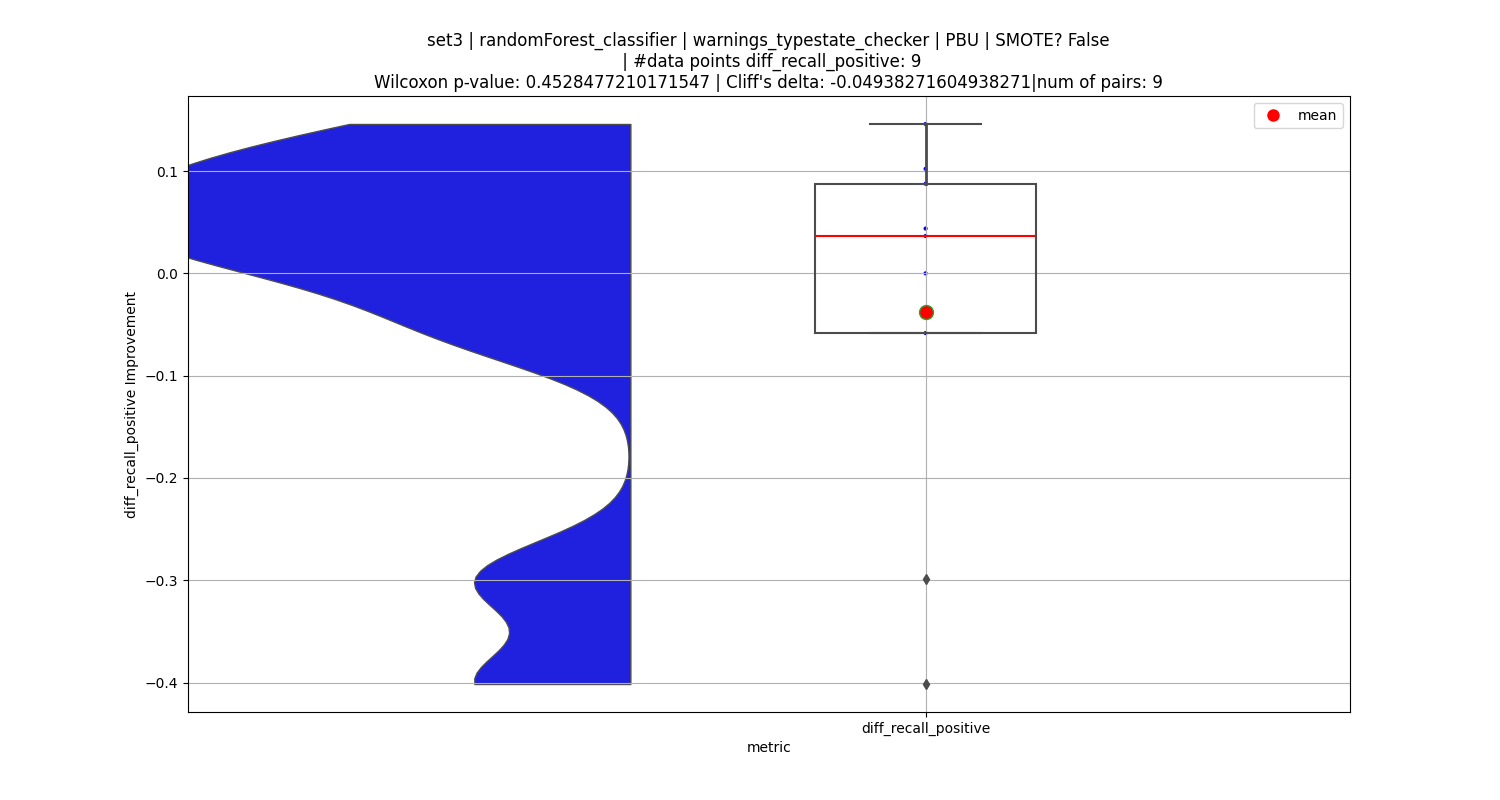 set3 | randomForest_classifier | warnings_typestate_checker | PBU | SMOTE? False
| #data points diff_recall_positive: 9
Wilcoxon p-value: 0.4528477210171547 | Cliff's delta: -0.04938271604938271|num of pairs: 9
mean
0.1
0.0
−0.1
−0.2
−0.3
−0.4
diff_recall_positive Improvement
diff_recall_positive
metric